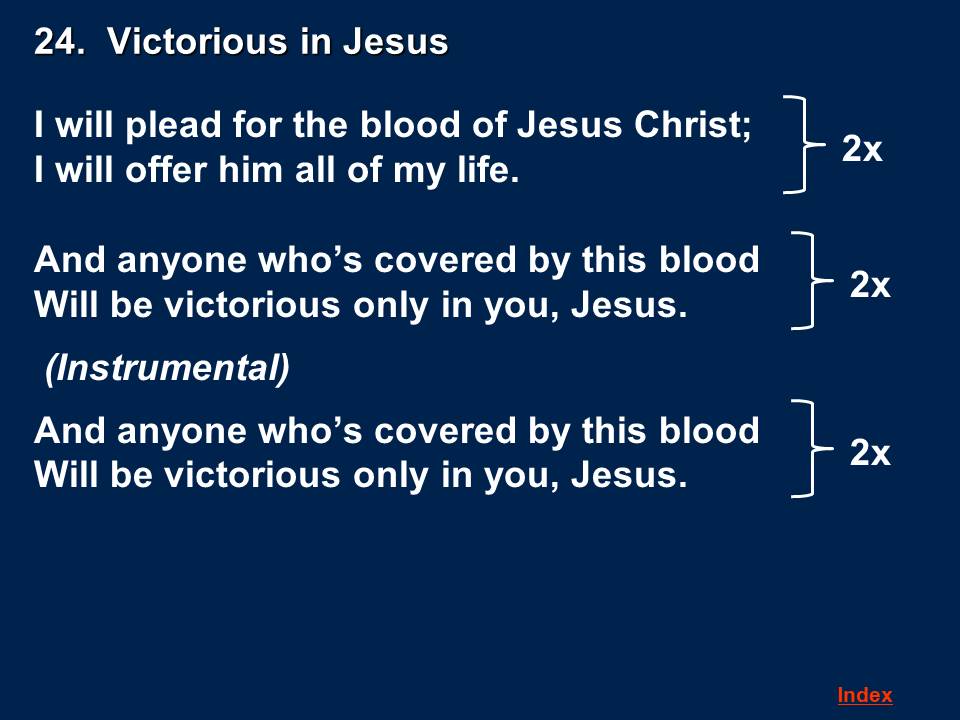 24.  Victorious in Jesus
I will plead for the blood of Jesus Christ;
I will offer him all of my life.
2x
And anyone who’s covered by this blood
Will be victorious only in you, Jesus.
2x
(Instrumental)
And anyone who’s covered by this blood
Will be victorious only in you, Jesus.
2x
Index